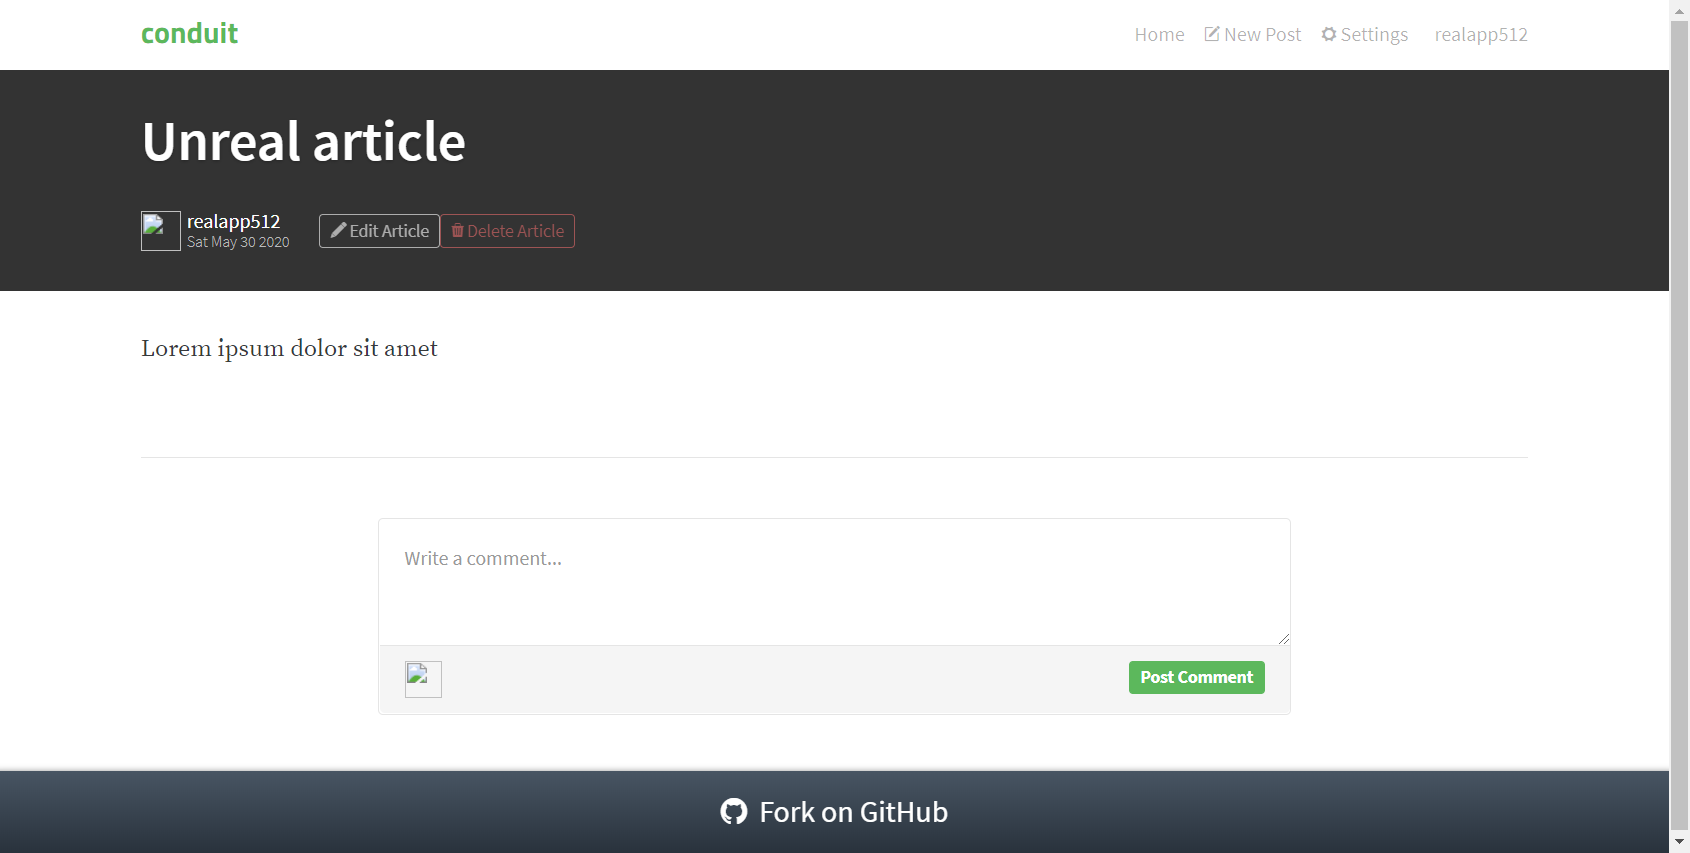 conduit
Home
New Post
Settings
realapp512
Unreal article
realapp512
Sat May 30 2020
Edit Article
Delete Article
Lorem ipsum dolor sit amet
Write a comment...
Post Comment
Fork on GitHub